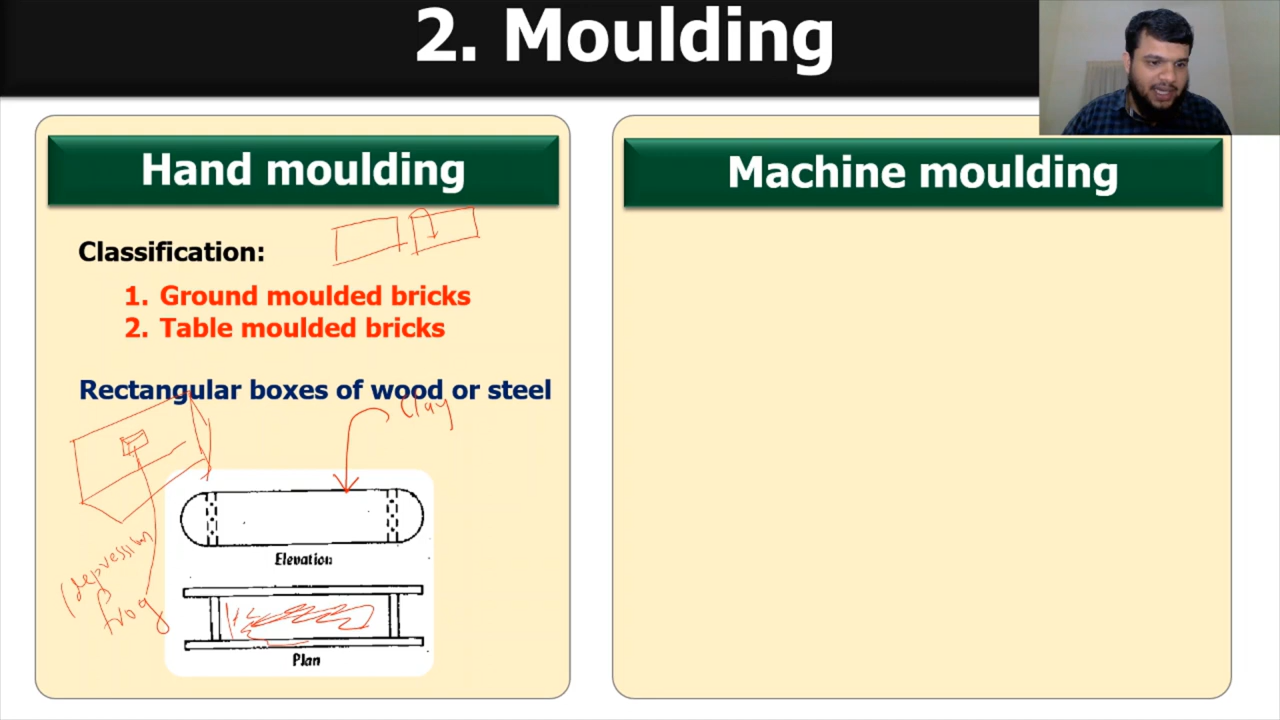 2. Moulding
Hand moulding
Classification:
1. Ground moulded bricks
2. Table moulded bricks
Rectangular boxes of wood or steel
Clay
Elevation
(depression
frog
Plan
Machine moulding